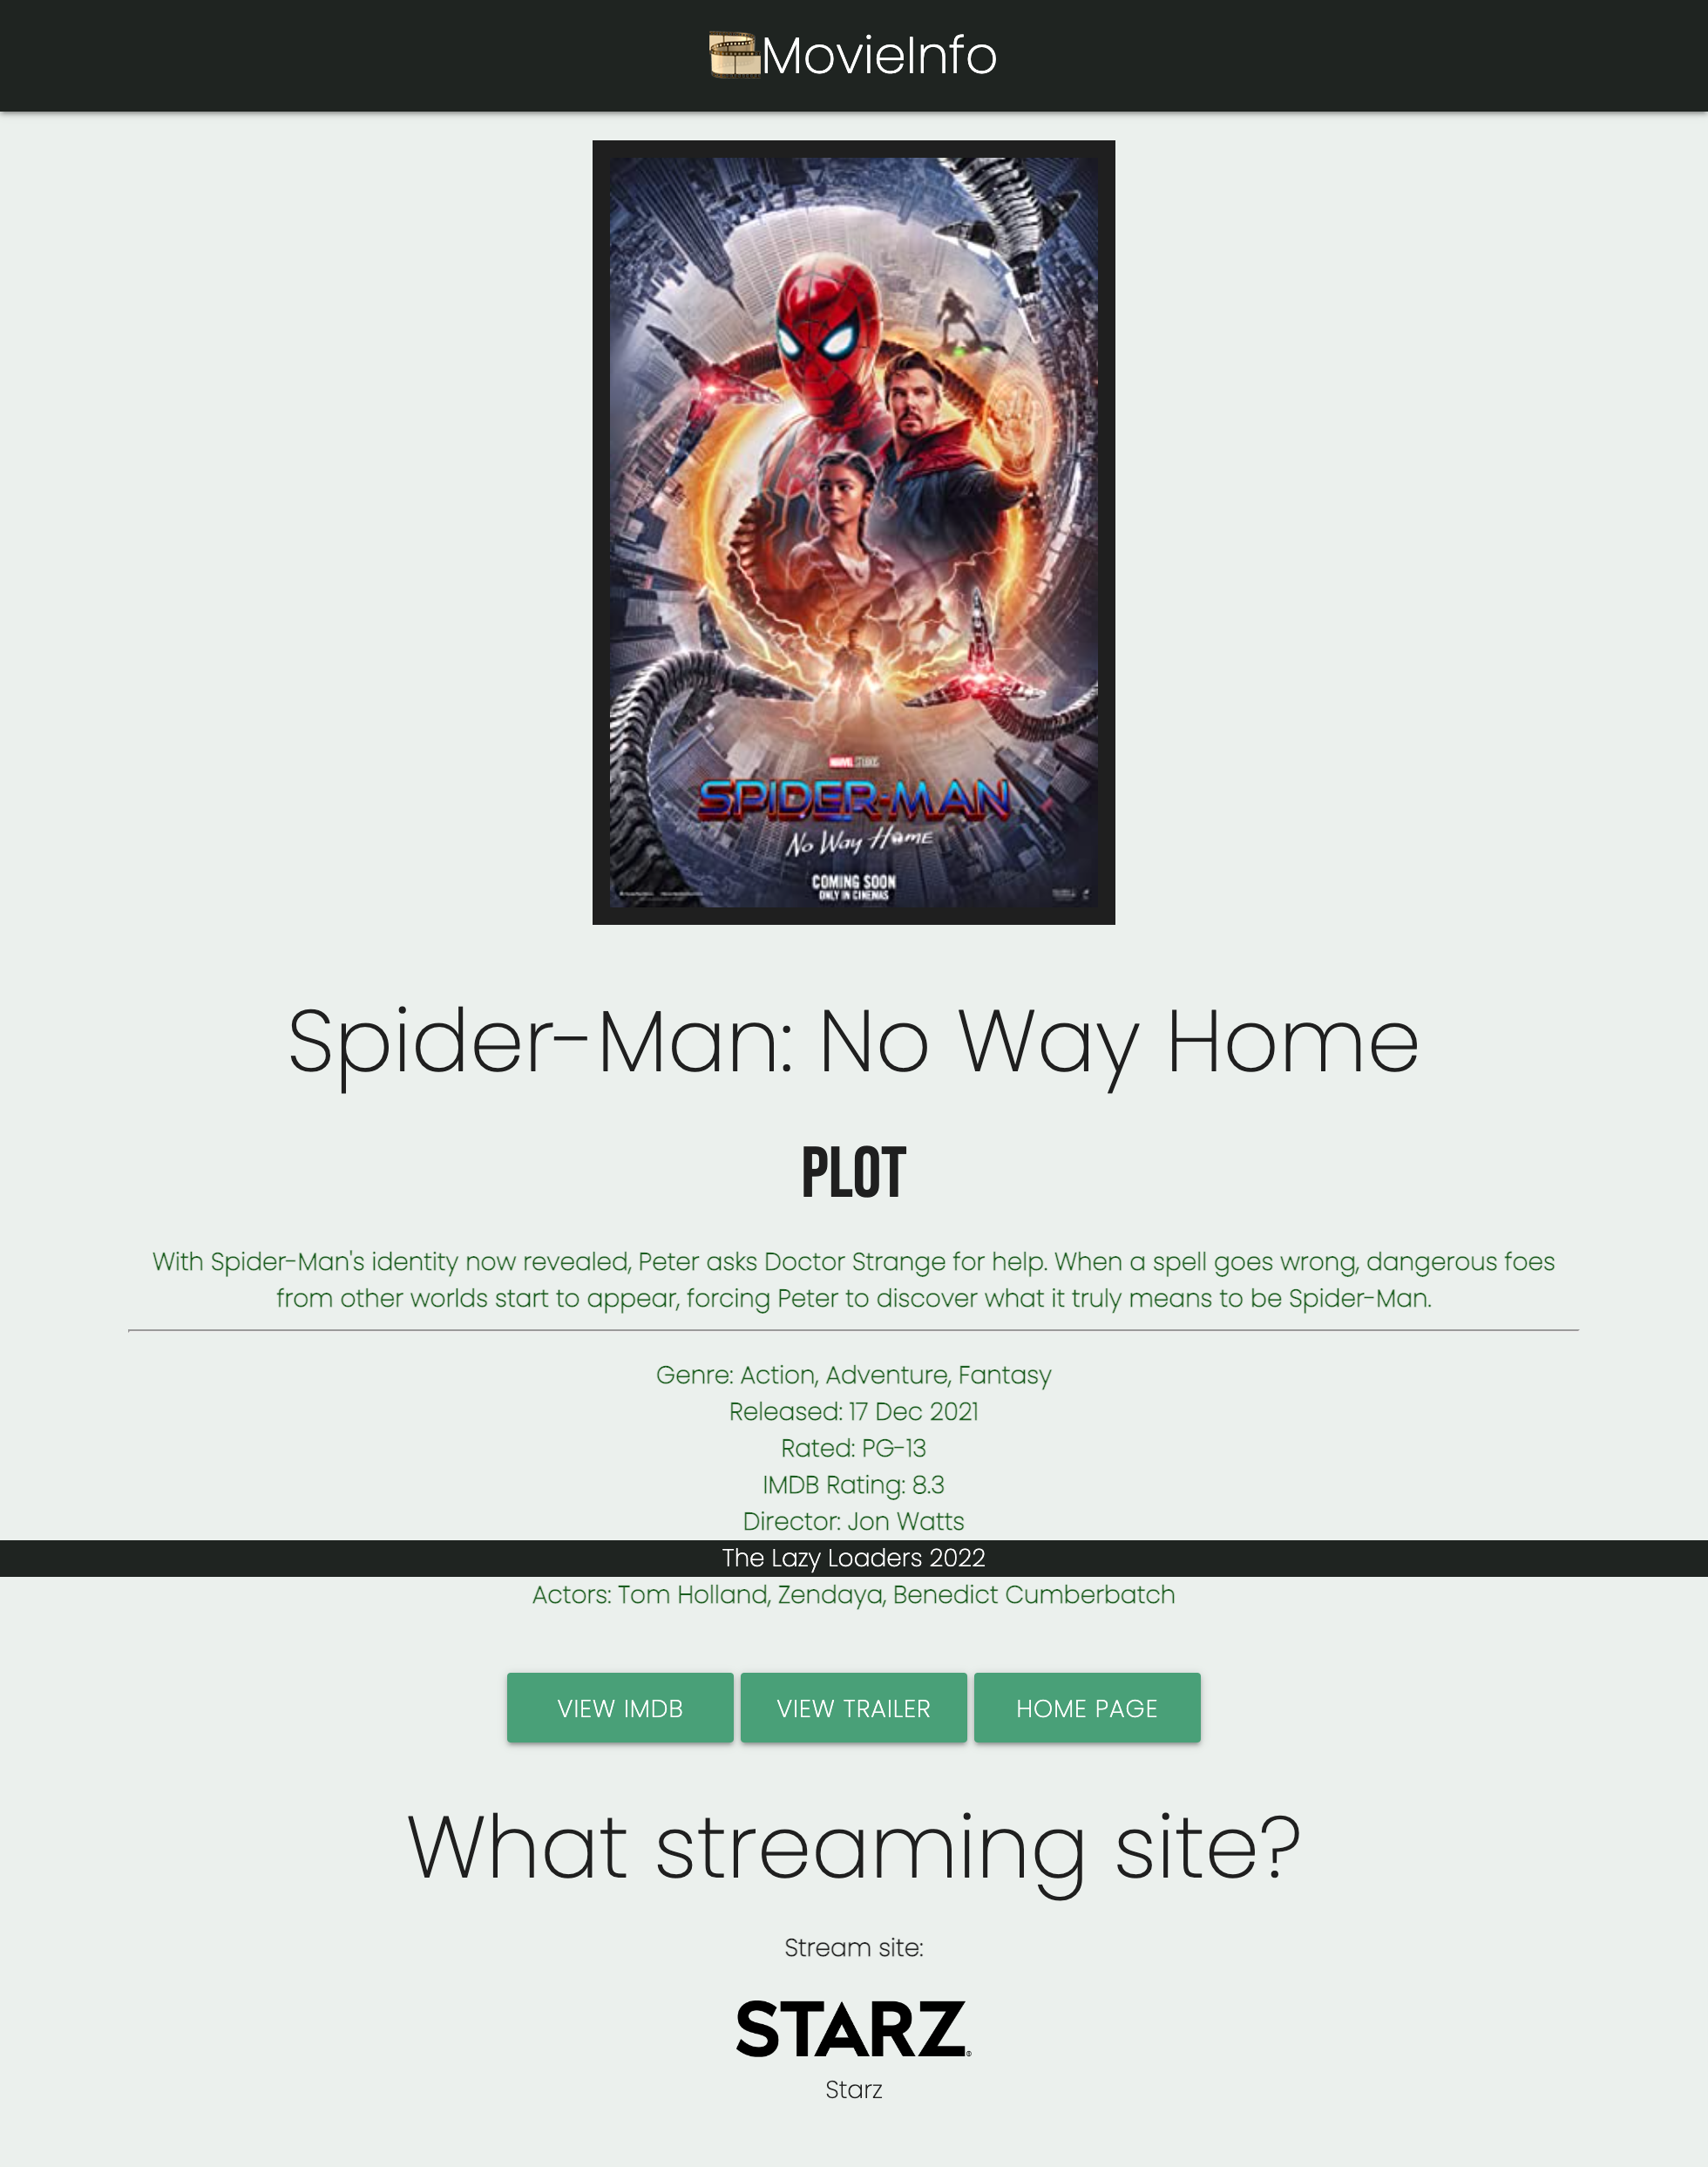 MovieInfo
MARVEL STUDIOS
SPIDER-MAN
No Way Home
COMING SOON
ONLY IN CINEMAS
Spider-Man: No Way Home
PLOT
With Spider-Man's identity now revealed, Peter asks Doctor Strange for help. When a spell goes wrong, dangerous foes
from other worlds start to appear, forcing Peter to discover what it truly means to be Spider-Man.
Genre: Action, Adventure, Fantasy
Released: 17 Dec 2021
Rated: PG-13
IMDB Rating: 8.3
Director: Jon Watts
The Lazy Loaders 2022
Actors: Tom Holland, Zendaya, Benedict Cumberbatch
VIEW IMDB VIEW TRAILER HOME PAGE
What streaming site?
Stream site:
STARZ
Starz